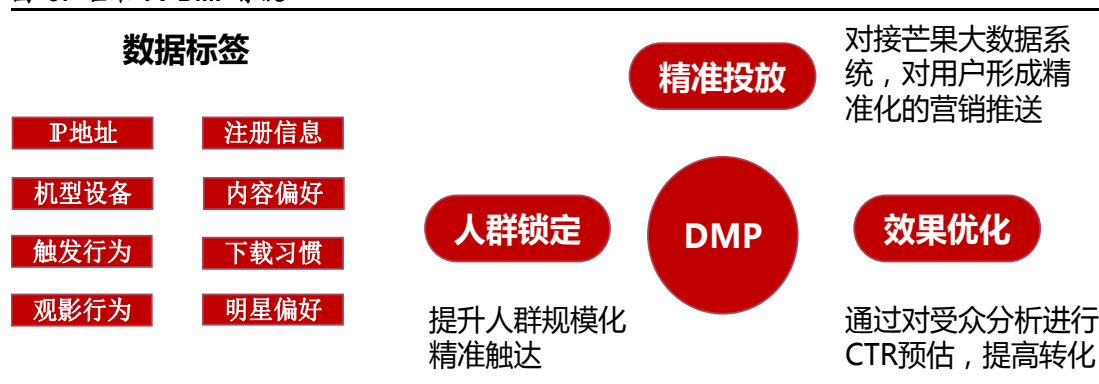 数据标签
IP地址
注册信息
机型设备
内容偏好
触发行为
下载习惯
观影行为
明星偏好
精准投放
对接芒果大数据系
统，对用户形成精
准化的营销推送
人群锁定
提升人群规模化
精准触达
DMP
效果优化
通过对受众分析进行
CTR预估，提高转化